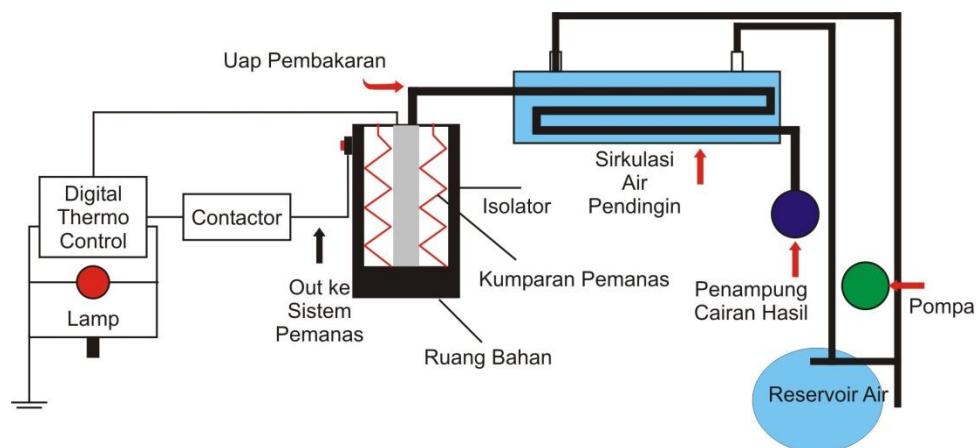 Uap Pembakaran
Digital
Thermo
Control
Contactor
Lamp
Out ke
Sistem
Pemanas
Isolator
Kumparan Pemanas
Ruang Bahan
Sirkulasi
Air
Pendingin
Penampung
Cairan Hasil
Pompa
Reservoir Air